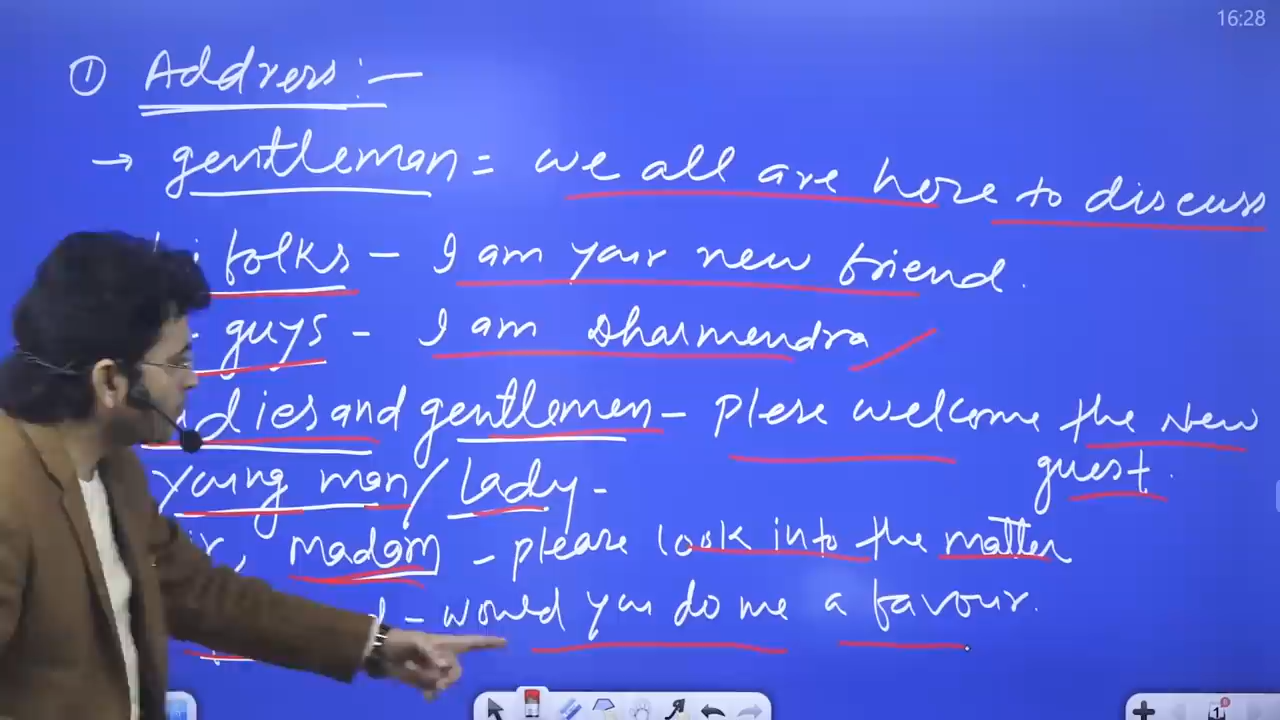 16:28
① Address:-
→ gentleman = we all are here to discuss
folks - I am your new friend.
guys - I am Dharmendra
and gentlemen - plese welcome the New
guest.
young man/Lady -
Madam - please look into the matter
- would you do me a favour.
1